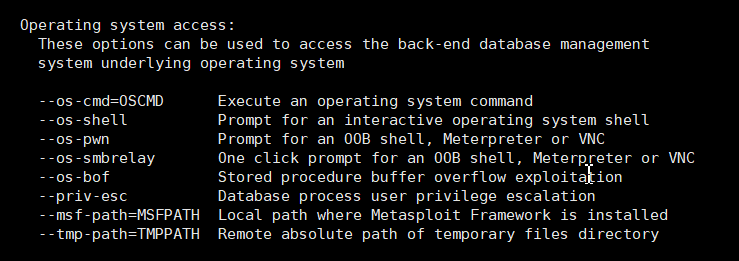 Operating system access:
These options can be used to access the back-end database management
system underlying operating system
--os-cmd=OSCMD Execute an operating system command
--os-shell Prompt for an interactive operating system shell
--os-pwn Prompt for an OOB shell, Meterpreter or VNC
--os-smbrelay One click prompt for an OOB shell, Meterpreter or VNC
--os-bof Stored procedure buffer overflow exploitation
--priv-esc Database process user privilege escalation
--msf-path=MSFPATH Local path where Metasploit Framework is installed
--tmp-path=TMPPATH Remote absolute path of temporary files directory